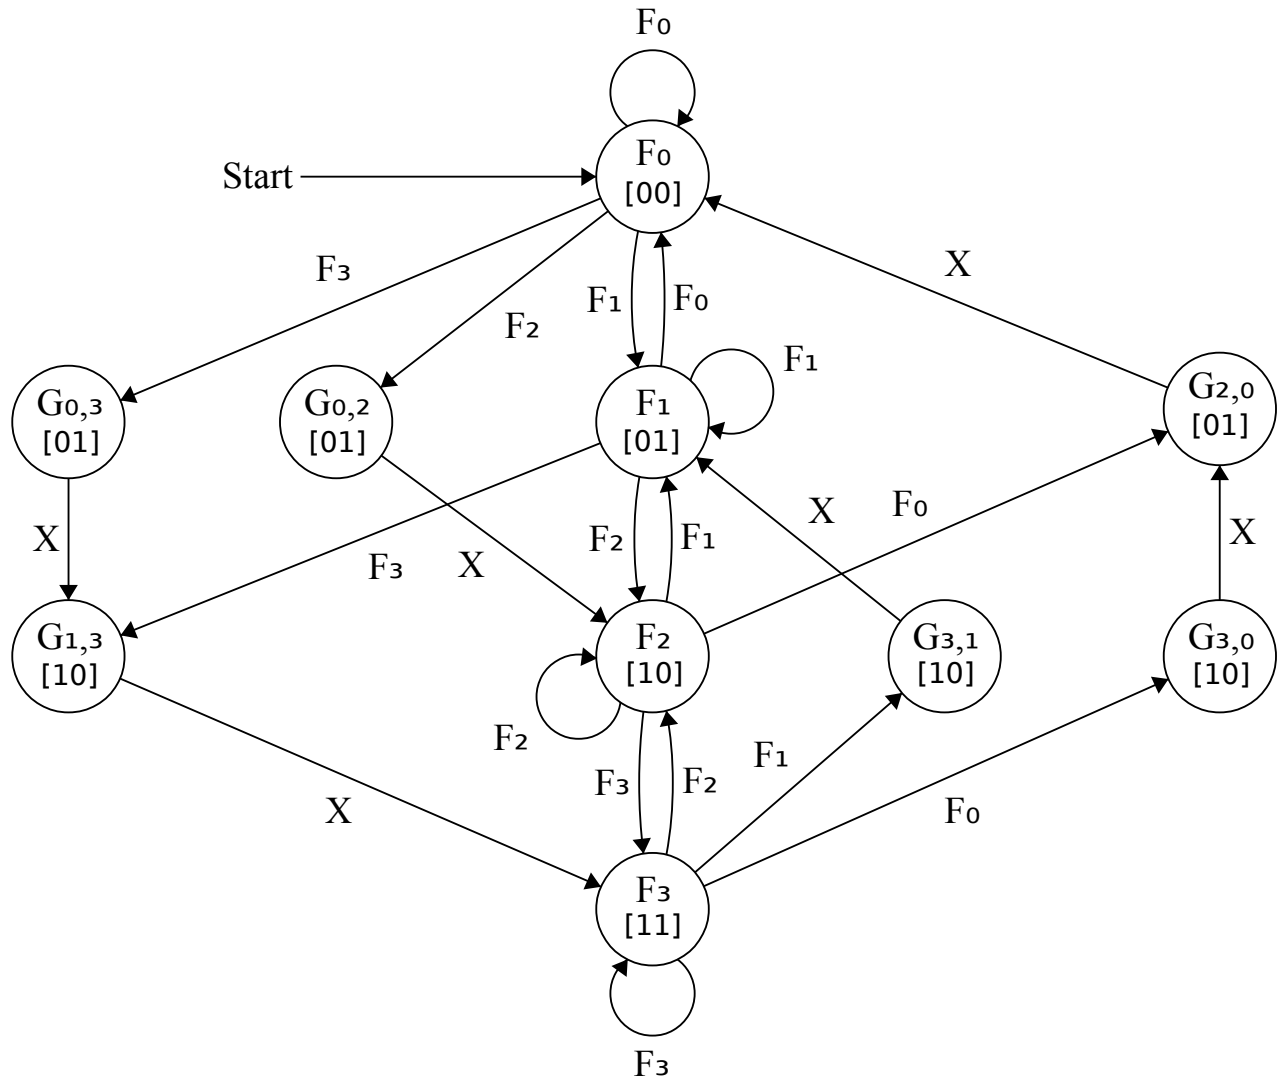 F₀
F₀
[00]
Start
F₃
F₂
F₁
F₀
X
F₁
G₀,₃
[01]
G₀,₂
[01]
F₁
[01]
G₂,₀
[01]
X
F₃
X
F₂
F₁
X
F₀
X
G₁,₃
[10]
F₂
[10]
G₃,₁
[10]
G₃,₀
[10]
F₂
X
F₃
F₂
F₁
F₀
F₃
[11]
F₃